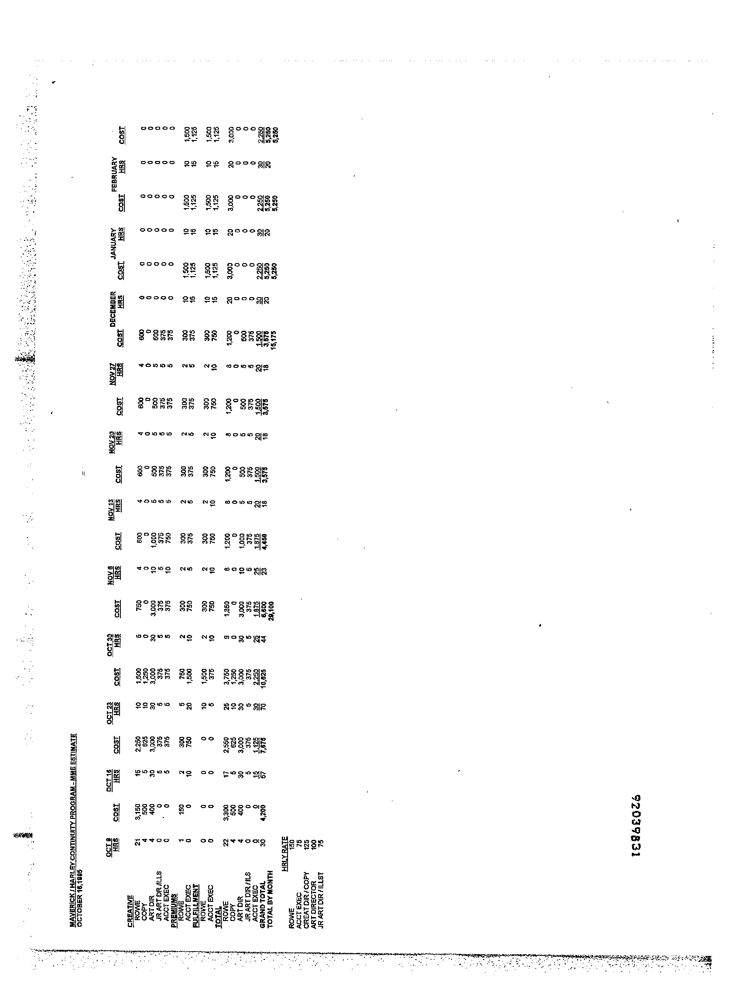 MAVERICK / HARLEY CONTINUITY PROGRAM - MME ESTIMATE
OCTOBER 16,1995
OCT 9 OCT 16 OCT 23 OCT 30 NOV 6 NOV 13 NOV 20 NOV 27 DECEMBER JANUARY FEBRUARY
HRS COST HRS COST HRS COST HRS COST HRS COST HRS COST HRS COST HRS COST HRS COST HRS COST HRS COST
CREATIVE
ROWE 21 3,150 15 2,250 10 1,500 5 750 4 600 4 600 4 600 4 600 0 0 0 0 0 0
COPY 4 500 5 625 10 1,250 0 0 0 0 0 0 0 0 0 0 0 0 0 0 0 0
ART DIR 4 400 30 3,000 30 3,000 30 3,000 10 1,000 5 500 5 500 5 500 0 0 0 0 0 0
JR ART DIR / ILLS 0 0 5 375 5 375 5 375 5 375 5 375 5 375 5 375 0 0 0 0 0 0
ACCT EXEC 0 0 5 375 5 375 5 375 10 750 5 375 5 375 5 375 0 0 0 0 0 0
PREMIUMS
ROWE 1 150 2 300 5 750 2 300 2 300 2 300 2 300 2 300 10 1,500 10 1,500 10 1,500
ACCT EXEC 0 0 10 750 20 1,500 10 750 5 375 5 375 5 375 5 375 15 1,125 15 1,125 15 1,125
FULFILLMENT
ROWE 0 0 0 0 10 1,500 2 300 2 300 2 300 2 300 2 300 10 1,500 10 1,500 10 1,500
ACCT EXEC 0 0 0 0 5 375 10 750 10 750 10 750 10 750 10 750 15 1,125 15 1,125 15 1,125
TOTAL
ROWE 22 3,300 17 2,550 25 3,750 9 1,350 8 1,200 8 1,200 8 1,200 8 1,200 20 3,000 20 3,000 20 3,000
COPY 4 500 5 625 10 1,250 0 0 0 0 0 0 0 0 0 0 0 0 0 0 0 0
ART DIR 4 400 30 3,000 30 3,000 30 3,000 10 1,000 5 500 5 500 5 500 0 0 0 0 0 0
JR ART DIR / ILS 0 0 5 375 5 375 5 375 5 375 5 375 5 375 5 375 0 0 0 0 0 0
ACCT EXEC 0 0 15 1,125 30 2,250 25 1,875 25 1,875 20 1,500 20 1,500 20 1,500 30 2,250 30 2,250 30 2,250
GRAND TOTAL 30 4,200 57 7,675 70 10,625 44 6,600 23 4,450 18 3,575 18 3,575 18 3,575 20 5,250 20 5,250 20 5,250
TOTAL BY MONTH 29,100 15,175 5,250 5,250 5,250
HRLY RATE
ROWE 150
ACCT EXEC 75
CREAT DIR / COPY 125
ART DIRECTOR 100
JR ART DIR / ILLST 75
92039831